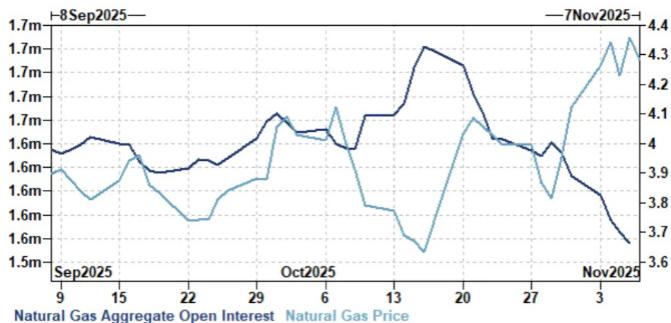 8Sep2025 7Nov2025
1.7m 4.4
1.7m 4.3
1.7m 4.2
1.7m 4.1
1.7m 4
1.6m 3.9
1.6m 3.8
1.6m 3.7
1.6m 3.6
1.6m
1.5m
Sep2025 Oct2025 Nov2025
9 15 22 29 6 13 20 27 3
Natural Gas Aggregate Open Interest Natural Gas Price